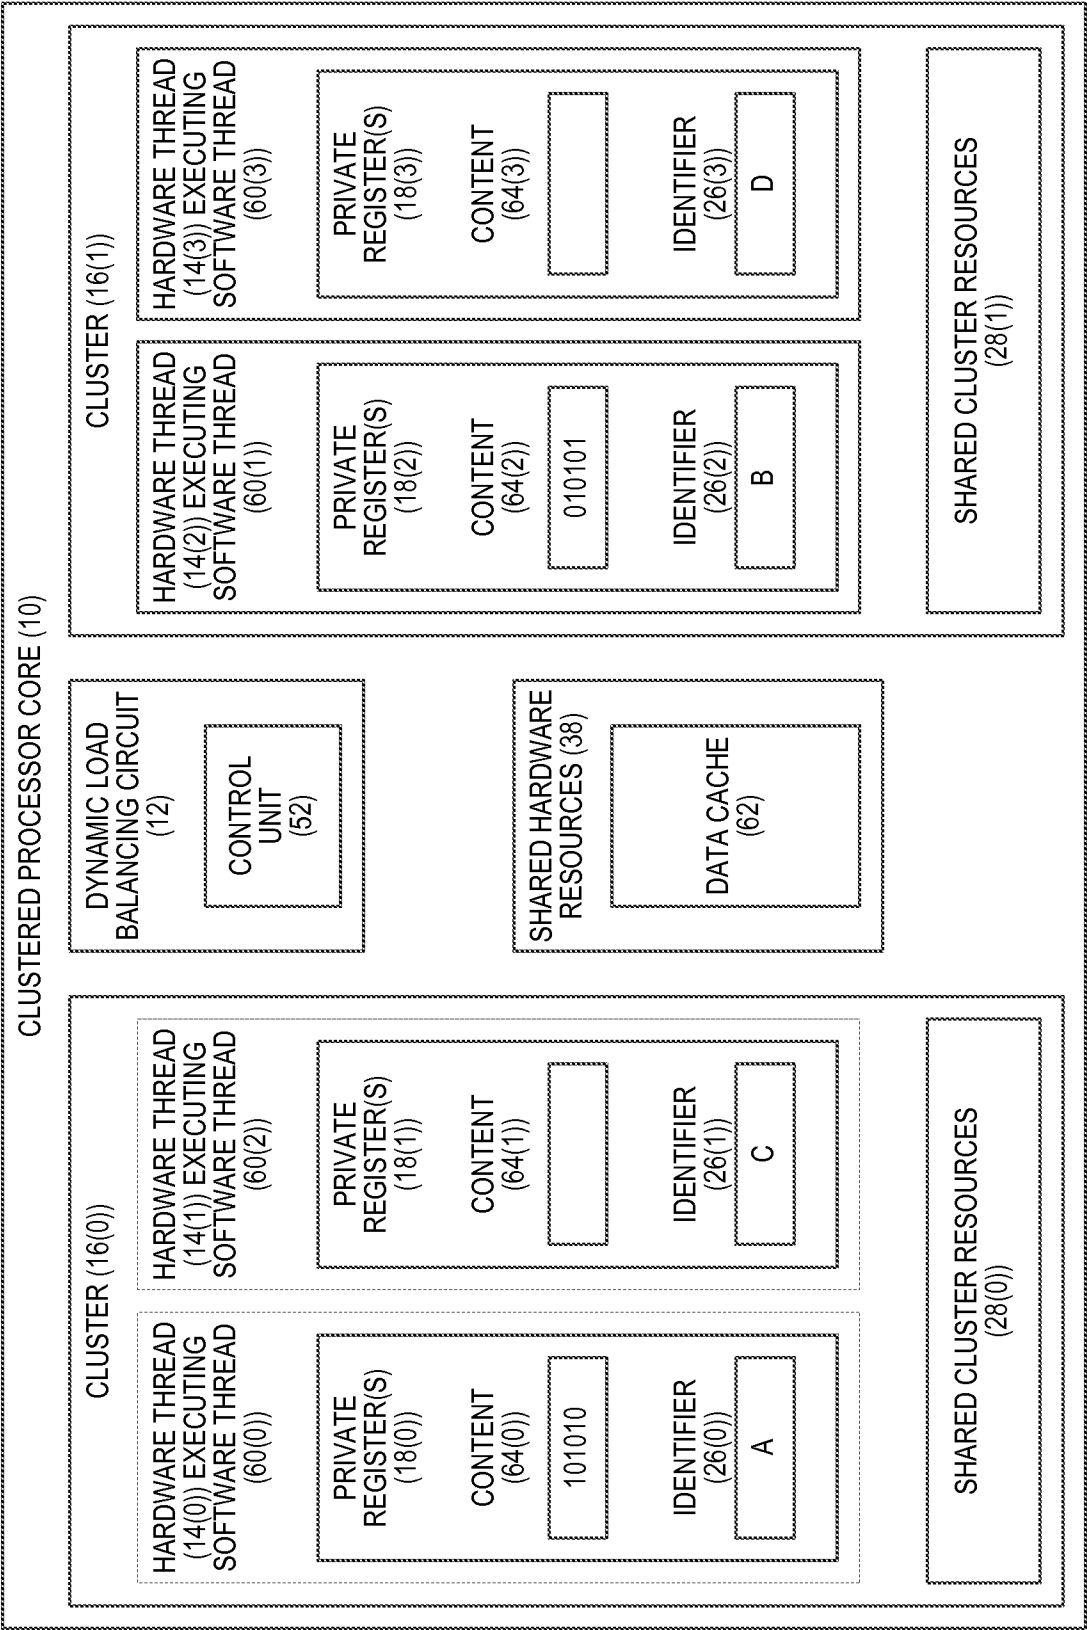 CLUSTERED PROCESSOR CORE (10)
CLUSTER (16(0))
HARDWARE THREAD
(14(0)) EXECUTING
SOFTWARE THREAD
(60(0))
PRIVATE
REGISTER(S)
(18(0))
CONTENT
(64(0))
101010
IDENTIFIER
(26(0))
A
HARDWARE THREAD
(14(1)) EXECUTING
SOFTWARE THREAD
(60(2))
PRIVATE
REGISTER(S)
(18(1))
CONTENT
(64(1))
IDENTIFIER
(26(1))
C
SHARED CLUSTER RESOURCES
(28(0))
DYNAMIC LOAD
BALANCING CIRCUIT
(12)
CONTROL
UNIT
(52)
SHARED HARDWARE
RESOURCES (38)
DATA CACHE
(62)
CLUSTER (16(1))
HARDWARE THREAD
(14(2)) EXECUTING
SOFTWARE THREAD
(60(1))
PRIVATE
REGISTER(S)
(18(2))
CONTENT
(64(2))
010101
IDENTIFIER
(26(2))
B
HARDWARE THREAD
(14(3)) EXECUTING
SOFTWARE THREAD
(60(3))
PRIVATE
REGISTER(S)
(18(3))
CONTENT
(64(3))
IDENTIFIER
(26(3))
D
SHARED CLUSTER RESOURCES
(28(1))